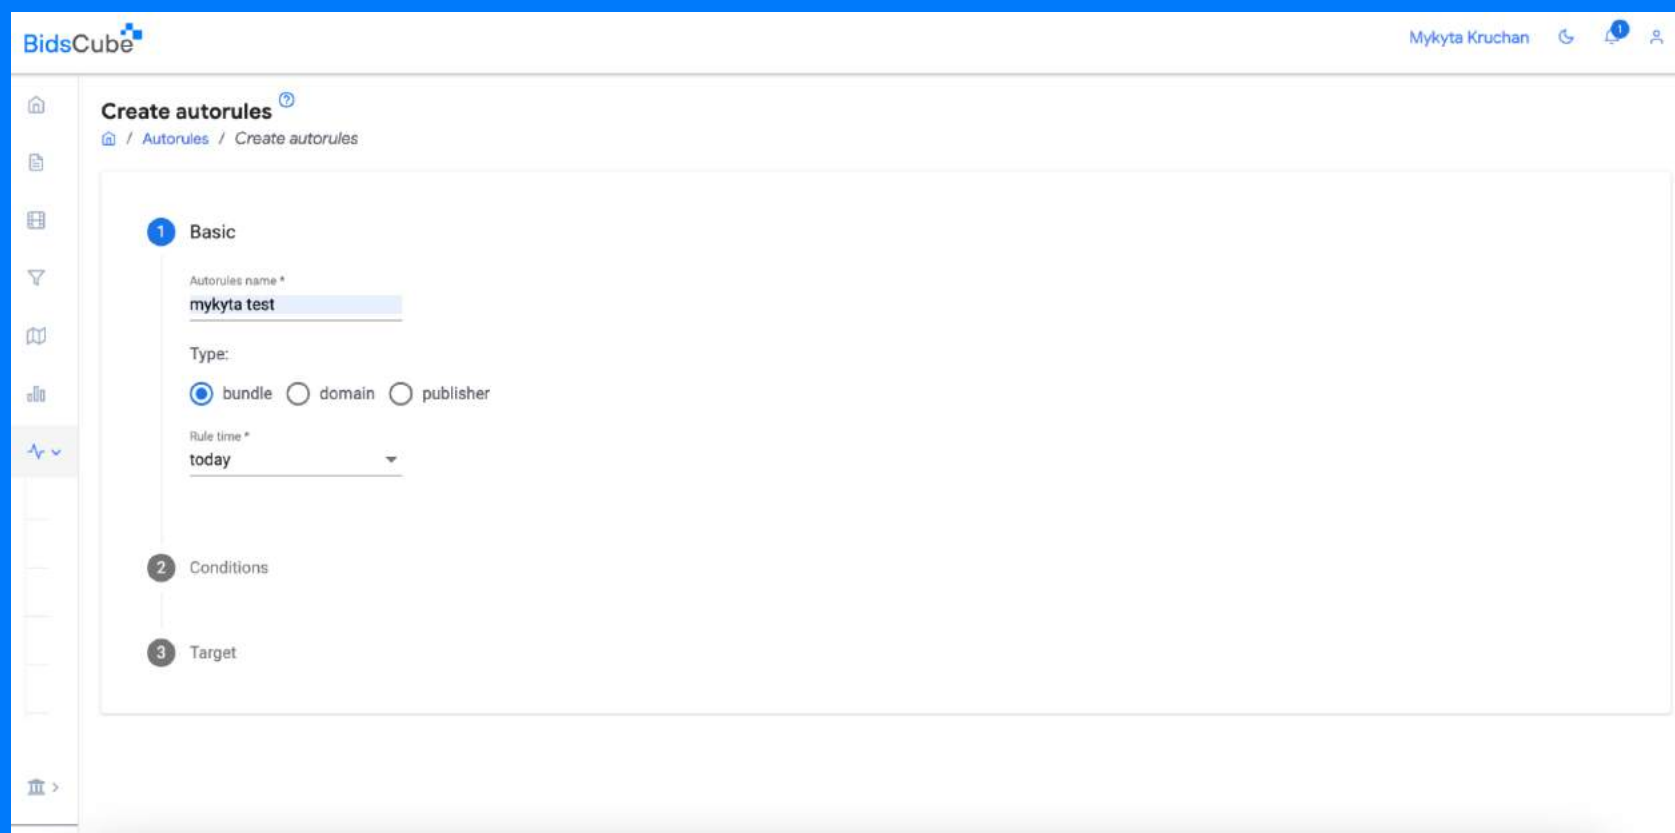 BidsCube
Mykyta Kruchan
1
Create autorules
/ Autorules / Create autorules
1 Basic
Autorules name *
mykyta test
Type:
bundle domain publisher
Rule time *
today
2 Conditions
3 Target